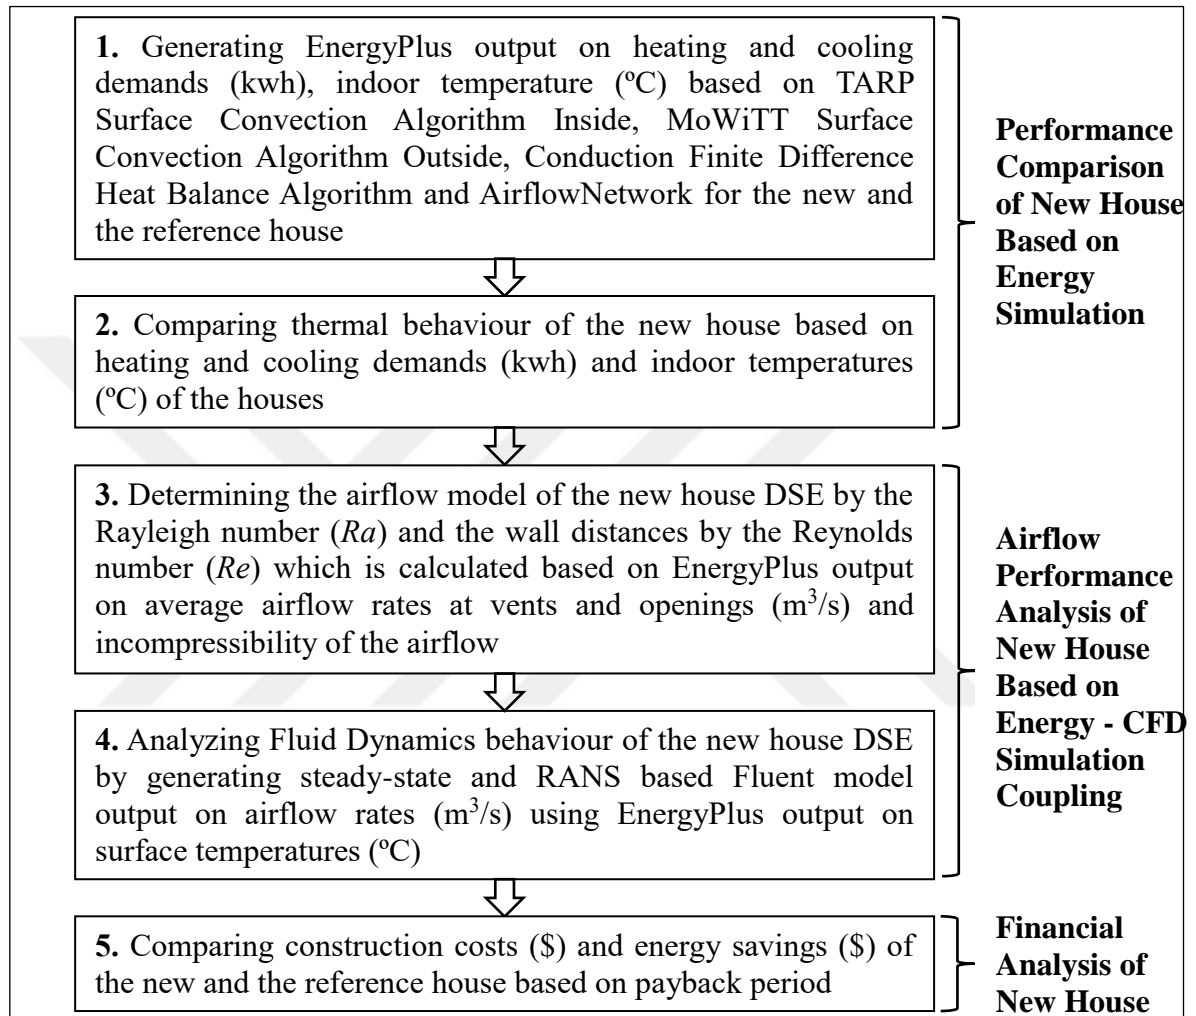 1. Generating EnergyPlus output on heating and cooling
demands (kwh), indoor temperature (ºC) based on TARP
Surface Convection Algorithm Inside, MoWiTT Surface
Convection Algorithm Outside, Conduction Finite Difference
Heat Balance Algorithm and AirflowNetwork for the new and
the reference house
2. Comparing thermal behaviour of the new house based on
heating and cooling demands (kwh) and indoor temperatures
(ºC) of the houses
Performance
Comparison
of New House
Based on
Energy
Simulation
3. Determining the airflow model of the new house DSE by the
Rayleigh number (Ra) and the wall distances by the Reynolds
number (Re) which is calculated based on EnergyPlus output
on average airflow rates at vents and openings (m³/s) and
incompressibility of the airflow
4. Analyzing Fluid Dynamics behaviour of the new house DSE
by generating steady-state and RANS based Fluent model
output on airflow rates (m³/s) using EnergyPlus output on
surface temperatures (ºC)
Airflow
Performance
Analysis of
New House
Based on
Energy - CFD
Simulation
Coupling
5. Comparing construction costs ($) and energy savings ($) of
the new and the reference house based on payback period
Financial
Analysis of
New House